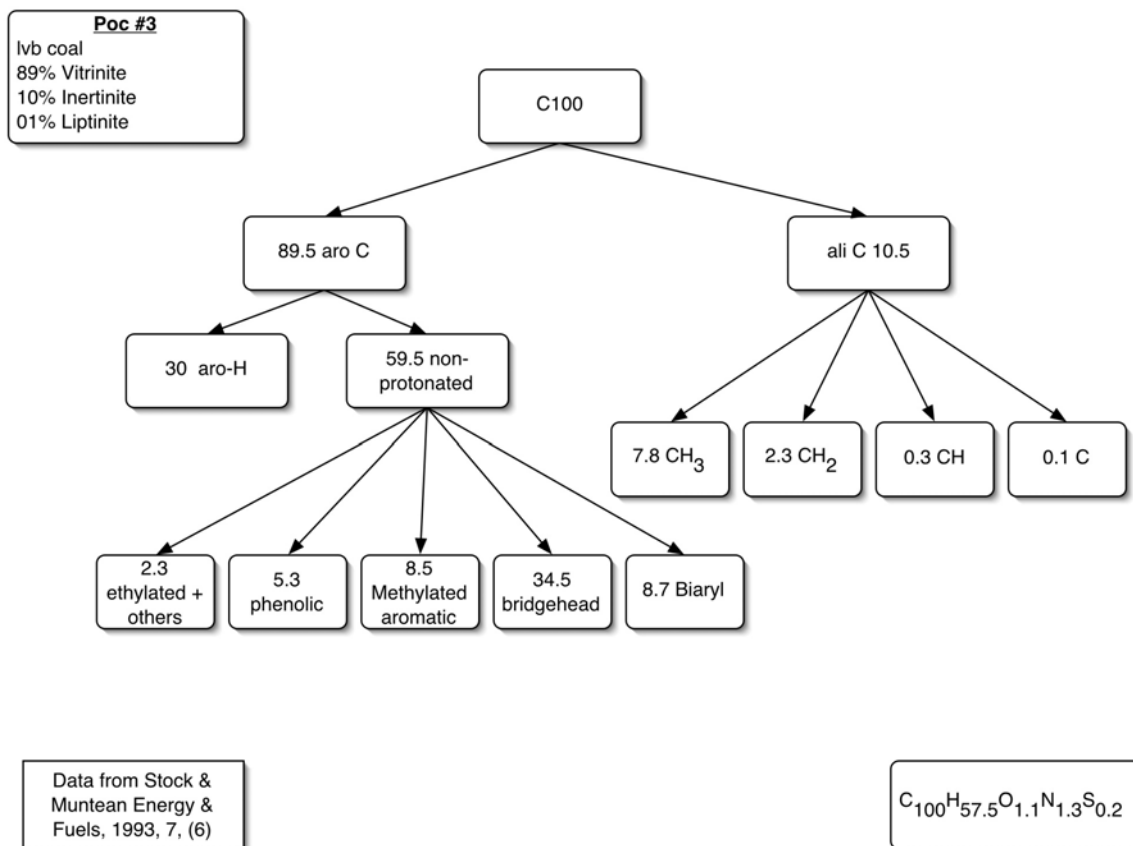 Poc #3
lvb coal
89% Vitrinite
10% Inertinite
01% Liptinite
C100
89.5 aro C
ali C 10.5
30 aro-H
59.5 non-
protonated
7.8 CH₃
2.3 CH₂
0.3 CH
0.1 C
2.3
ethylated +
others
5.3
phenolic
8.5
Methylated
aromatic
34.5
bridgehead
8.7 Biaryl
Data from Stock &
Muntean Energy &
Fuels, 1993, 7, (6)
C₁₀₀H₅₇.₅O₁.₁N₁.₃S₀.₂